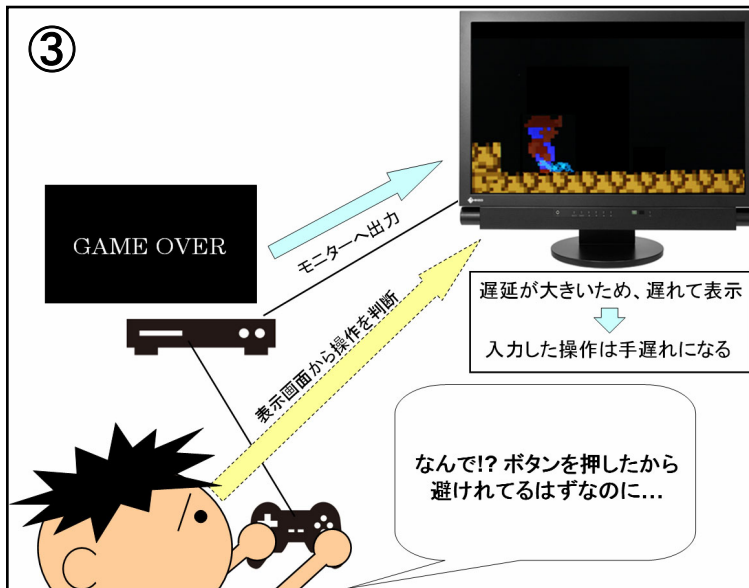 ③
GAME OVER
モニターへ出力
表示画面から操作を判断
遅延が大きいため、遅れて表示
入力した操作は手遅れになる
なんで!? ボタンを押したから
避けれてるはずなのに...